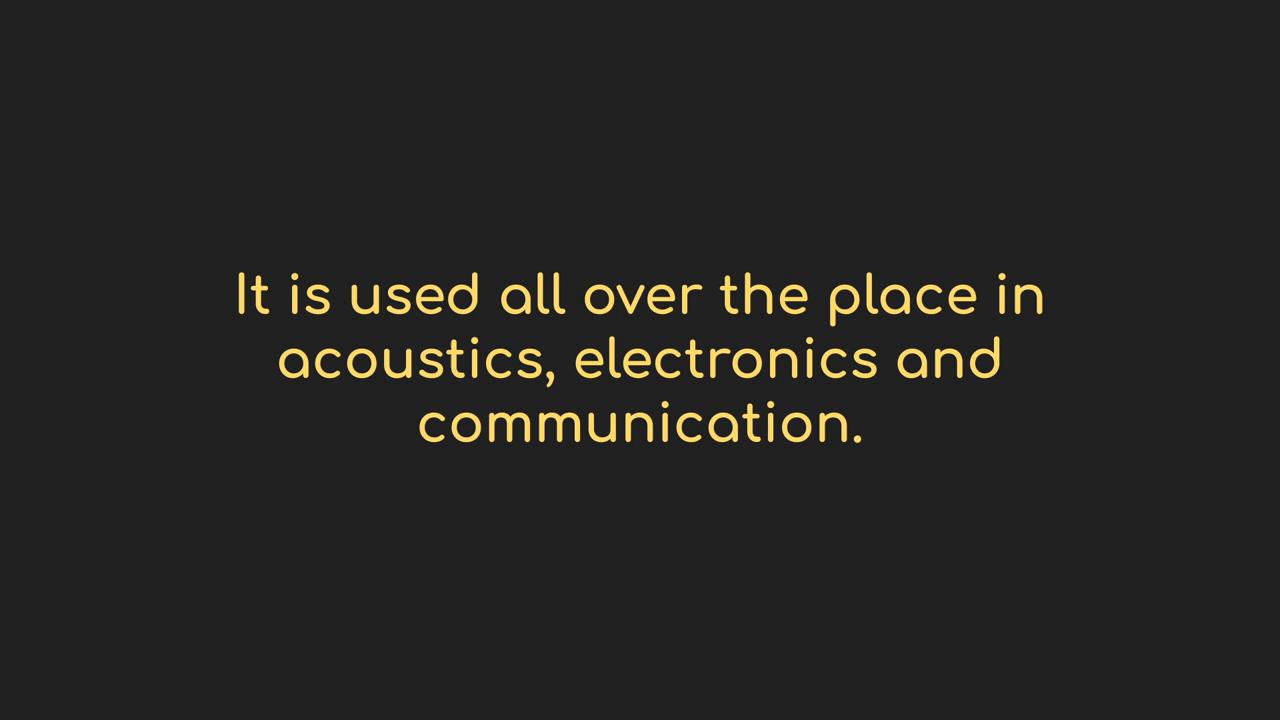 It is used all over the place in
acoustics, electronics and
communication.